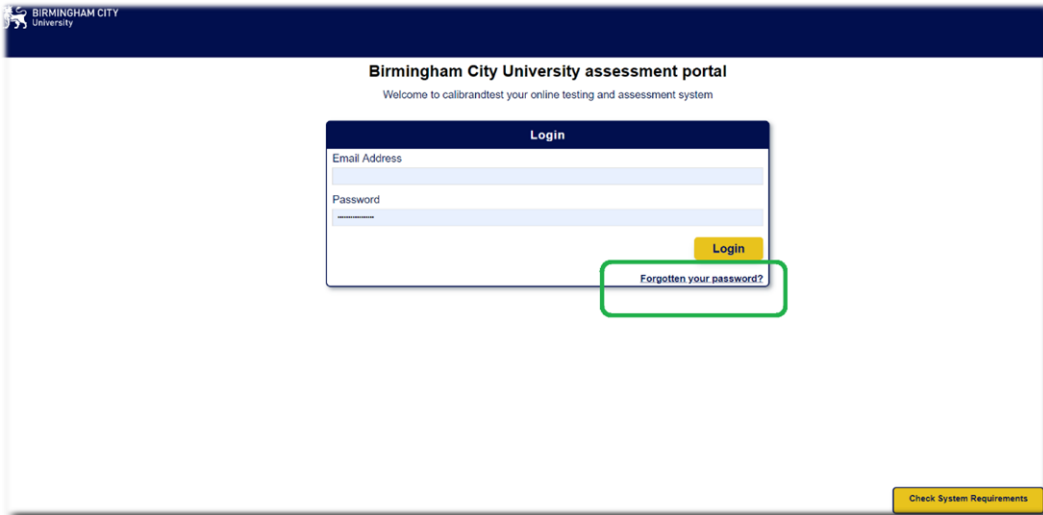 BIRMINGHAM CITY
University
Birmingham City University assessment portal
Welcome to calibrandtest your online testing and assessment system
Login
Email Address
Password
Login
Forgotten your password?
Check System Requirements